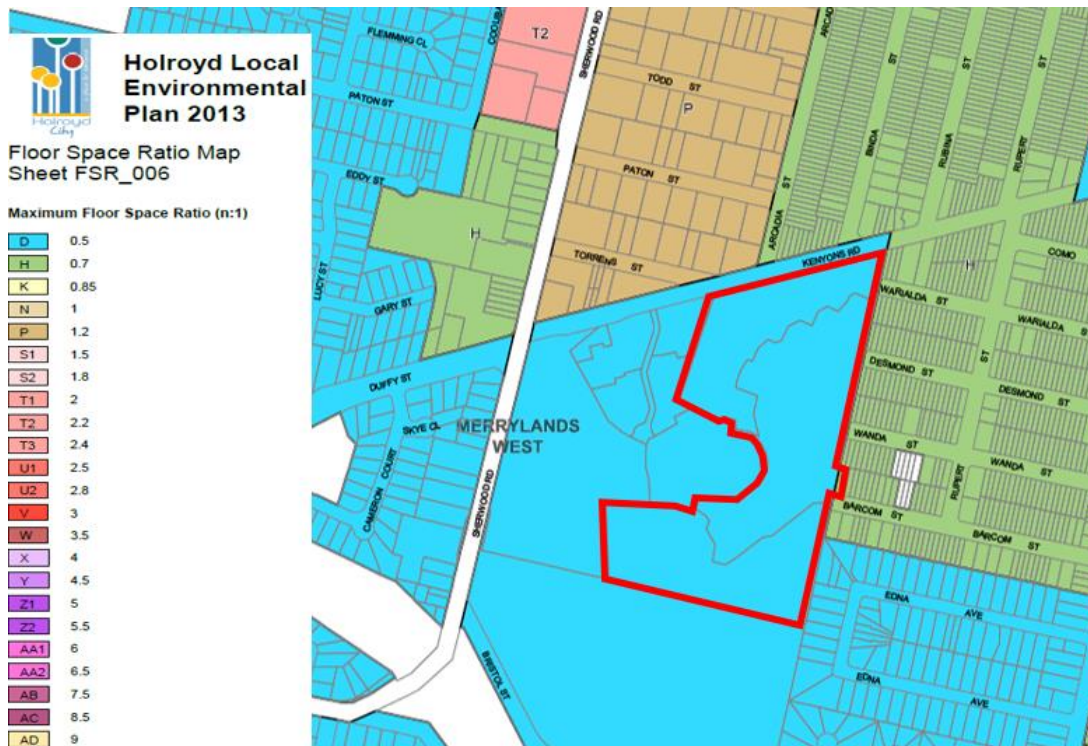 Holroyd
City
Holroyd Local
Environmental
Plan 2013
Floor Space Ratio Map
Sheet FSR_006
Maximum Floor Space Ratio (n:1)
D 0.5
H 0.7
K 0.85
N 1
P 1.2
S1 1.5
S2 1.8
T1 2
T2 2.2
T3 2.4
U1 2.5
U2 2.8
V 3
W 3.5
X 4
Y 4.5
Z1 5
Z2 5.5
AA1 6
AA2 6.5
AB 7.5
AC 8.5
AD 9
FLEMMING CL
T2
SHERWOOD RD
PATON ST
TODD ST
P
BINDA ST
RUBINA ST
RUPERT ST
EDDY ST
PATON ST
ARCADIA ST
H
TORRENS ST
KENYONS RD
H
COMO
LUCY ST
GARY ST
WARIALDA ST
WARIALDA ST
DUFFY ST
DESMOND ST
DESMOND ST
SKYE CL
MERRYLANDS
WEST
CAMERON COURT
SHERWOOD RD
WANDA ST
WANDA ST
RUPERT ST
BARCOM ST
BARCOM ST
EDNA AVE
BRISTOL ST
EDNA AVE